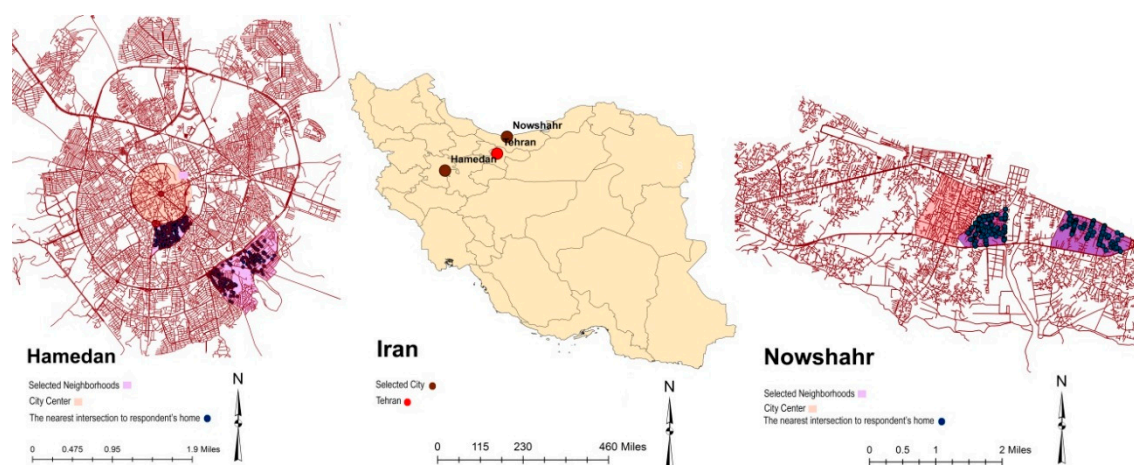 Nowshahr
Tehran
Hamedan
Hamedan
Selected Neighborhoods
City Center
The nearest intersection to respondent's home
N
0 0.475 0.95 1.9 Miles
Iran
Selected City
Tehran
N
0 115 230 460 Miles
Nowshahr
Selected Neighborhoods
City Center
The nearest intersection to respondent's home
N
0 0.5 1 2 Miles